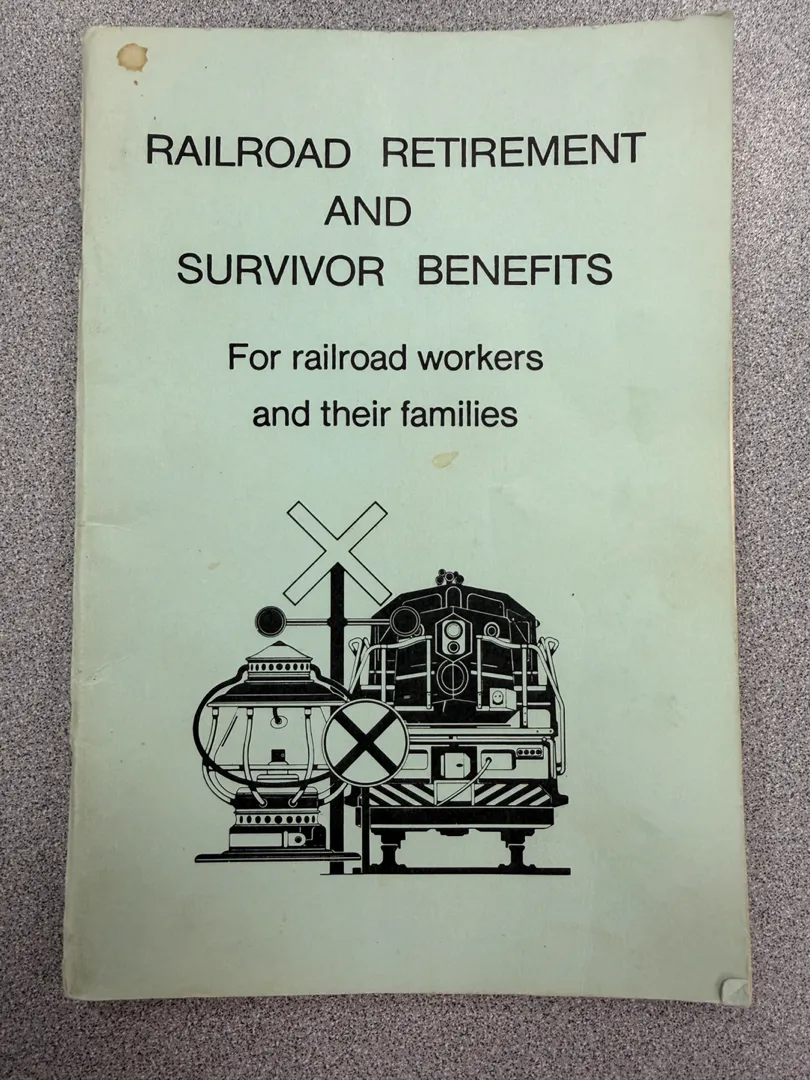 RAILROAD RETIREMENT
AND
SURVIVOR BENEFITS
For railroad workers
and their families